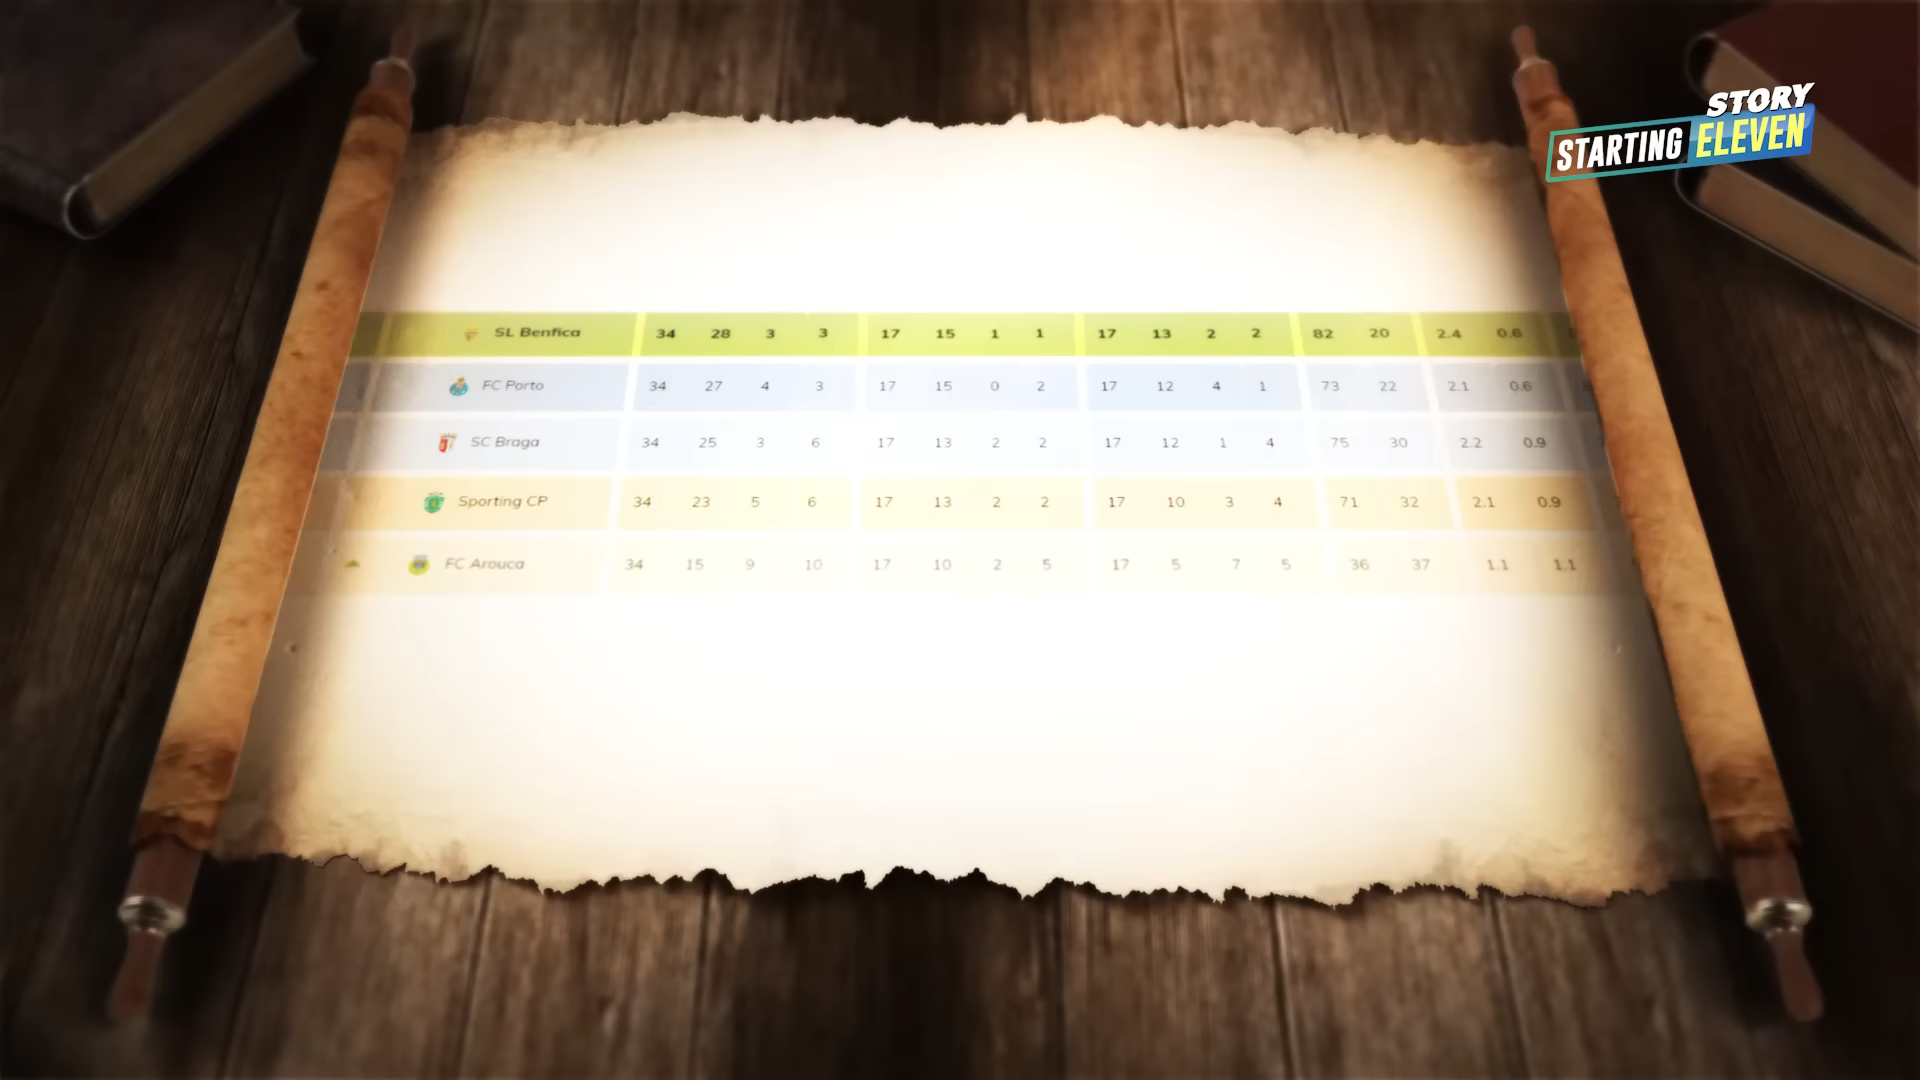 STORY
STARTING ELEVEN
SL Benfica 34 28 3 3 17 15 1 1 17 13 2 2 82 20 2.4 0.6
FC Porto 34 27 4 3 17 15 0 2 17 12 4 1 73 22 2.1 0.6
SC Braga 34 25 3 6 17 13 2 2 17 12 1 4 75 30 2.2 0.9
Sporting CP 34 23 5 6 17 13 2 2 17 10 3 4 71 32 2.1 0.9
FC Arouca 34 15 9 10 17 10 2 5 17 5 7 5 36 37 1.1 1.1